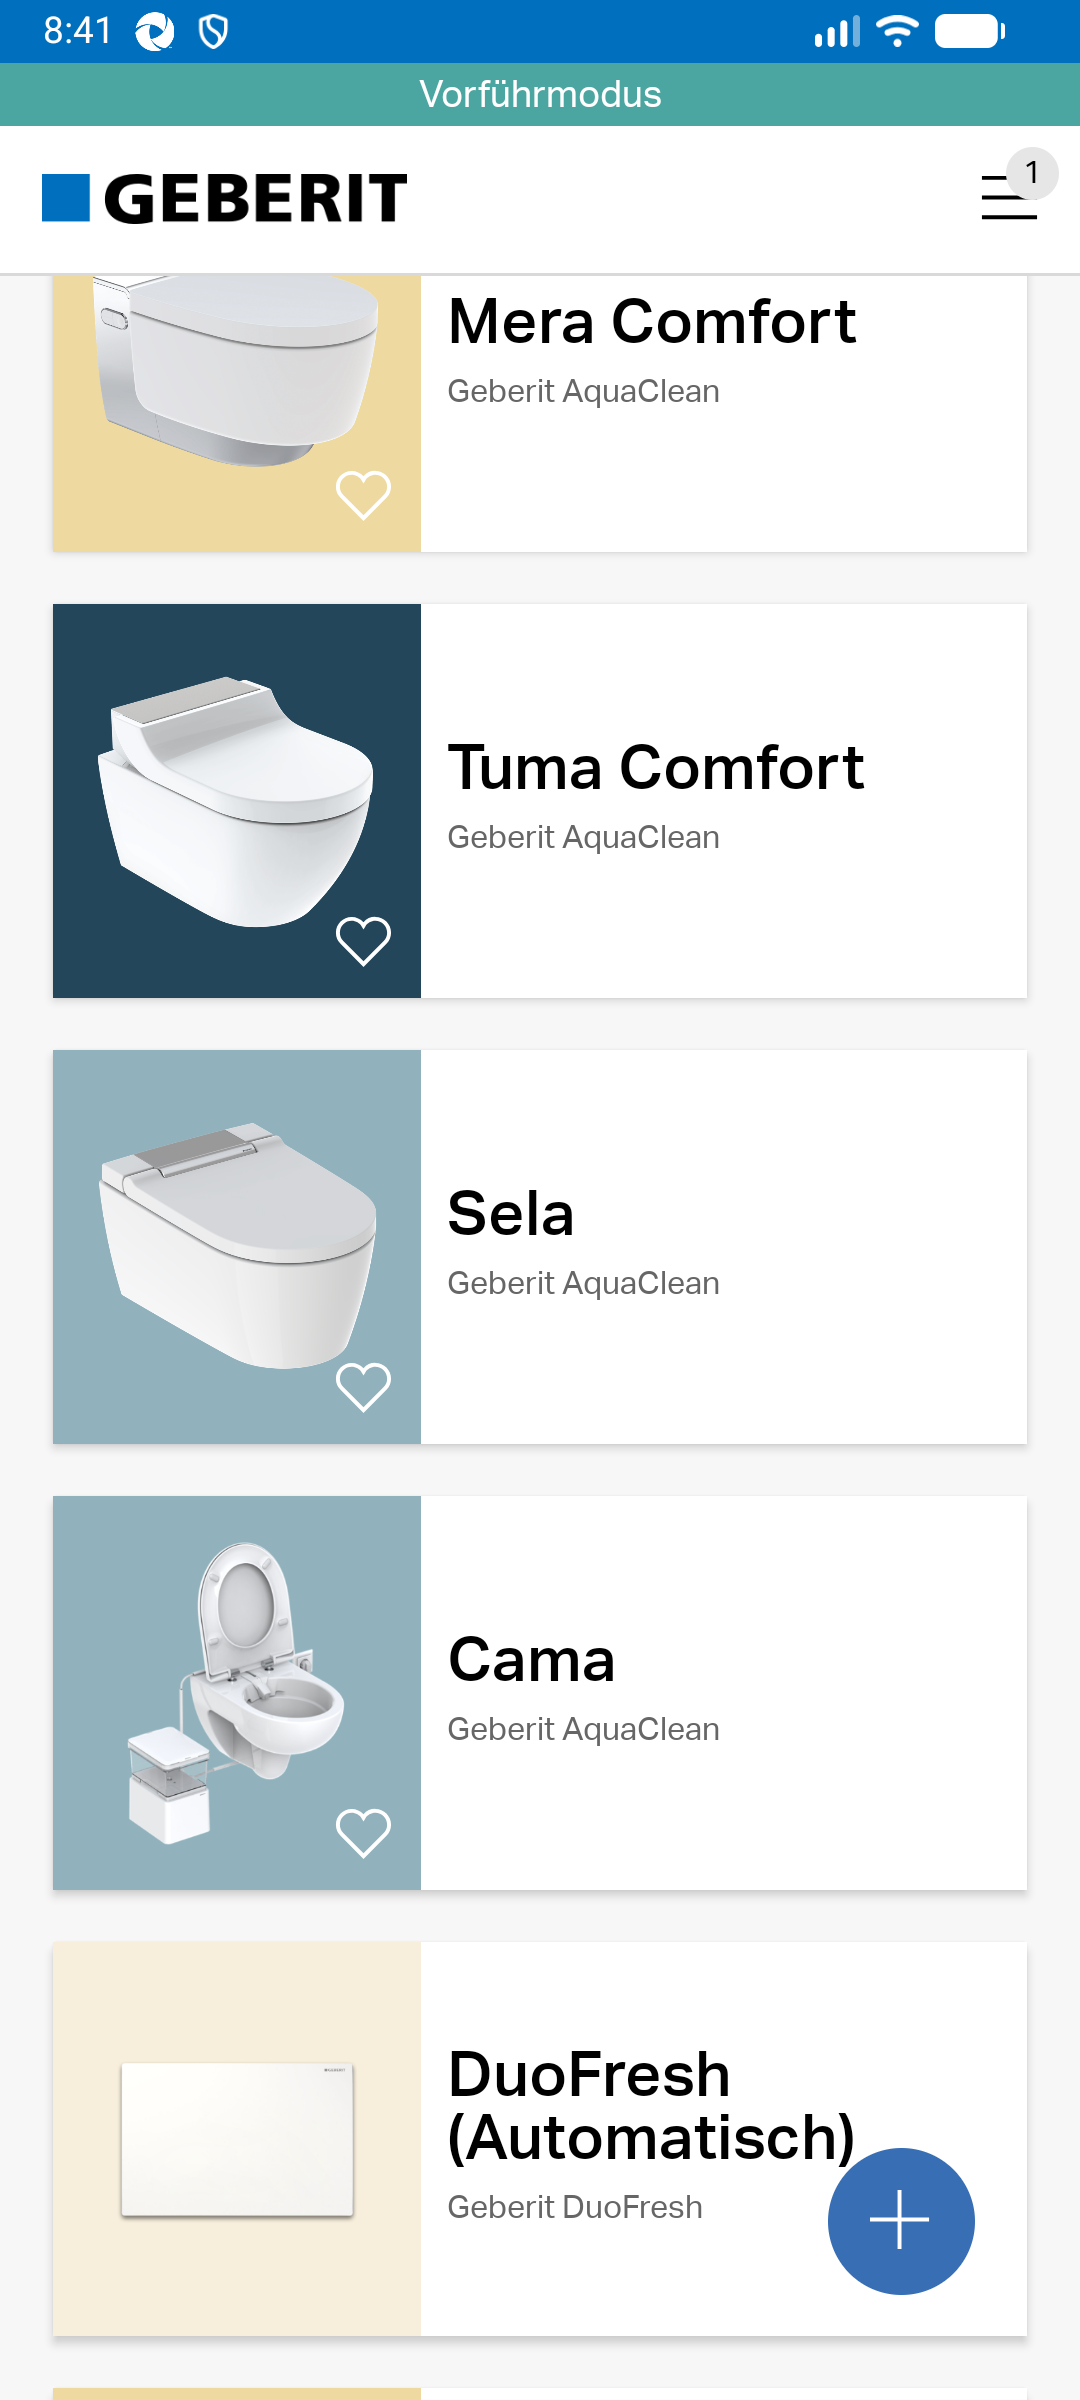 8:41
Vorführmodus
GEBERIT
1
Mera Comfort
Geberit AquaClean
Tuma Comfort
Geberit AquaClean
Sela
Geberit AquaClean
Cama
Geberit AquaClean
DuoFresh
(Automatisch)
Geberit DuoFresh